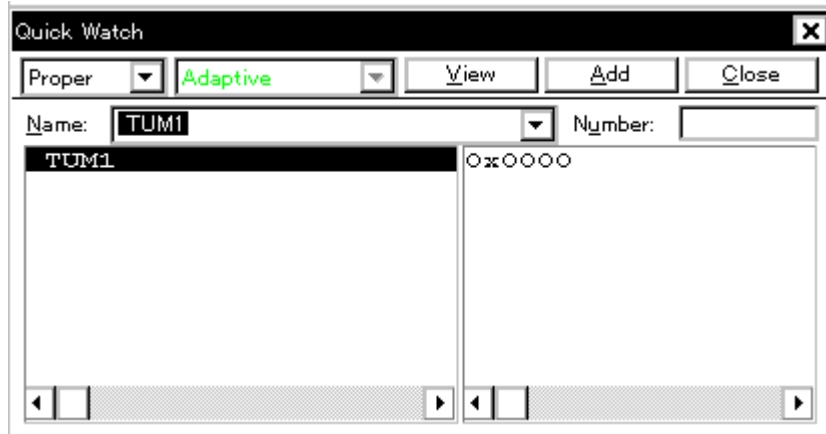 Quick Watch
Proper Adaptive View Add Close
Name: TUM1 Number:
TUM1 0x0000